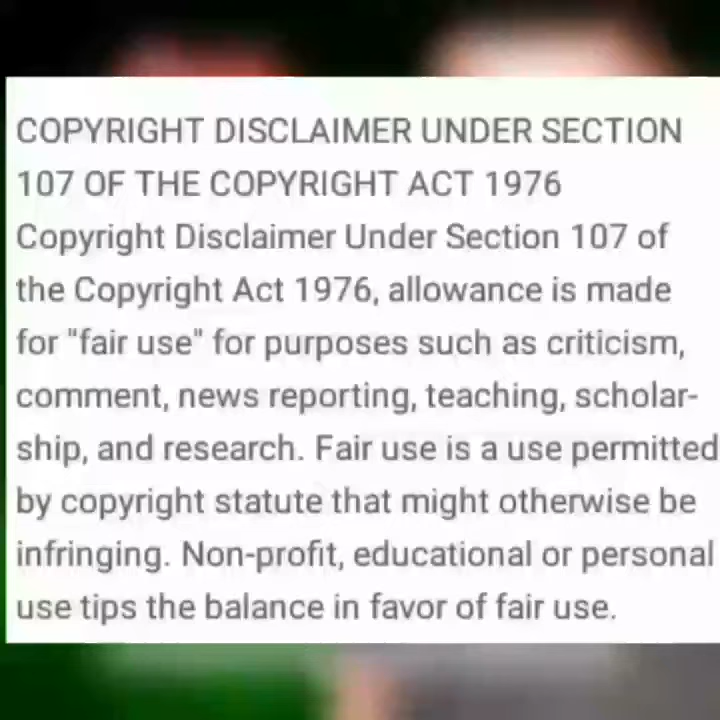 COPYRIGHT DISCLAIMER UNDER SECTION
107 OF THE COPYRIGHT ACT 1976
Copyright Disclaimer Under Section 107 of
the Copyright Act 1976, allowance is made
for "fair use" for purposes such as criticism,
comment, news reporting, teaching, scholar-
ship, and research. Fair use is a use permitted
by copyright statute that might otherwise be
infringing. Non-profit, educational or personal
use tips the balance in favor of fair use.